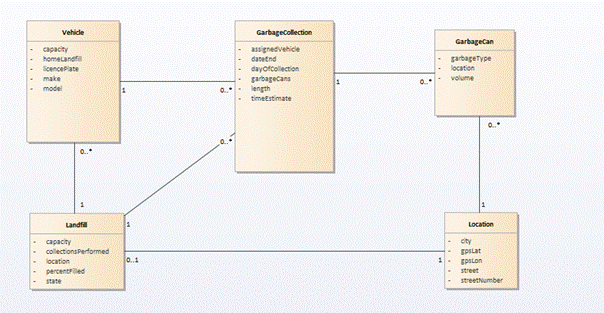 Vehicle
- capacity
- homeLandfill
- licencePlate
- make
- model
GarbageCollection
- assignedVehicle
- dateEnd
- dayOfCollection
- garbageCans
- length
- timeEstimate
GarbageCan
- garbageType
- location
- volume
1
0..*
1
0..*
0..*
1
0..*
1
0..*
1
Landfill
- capacity
- collectionsPerformed
- location
- percentFilled
- state
0..1
1
Location
- city
- gpsLat
- gpsLon
- street
- streetNumber